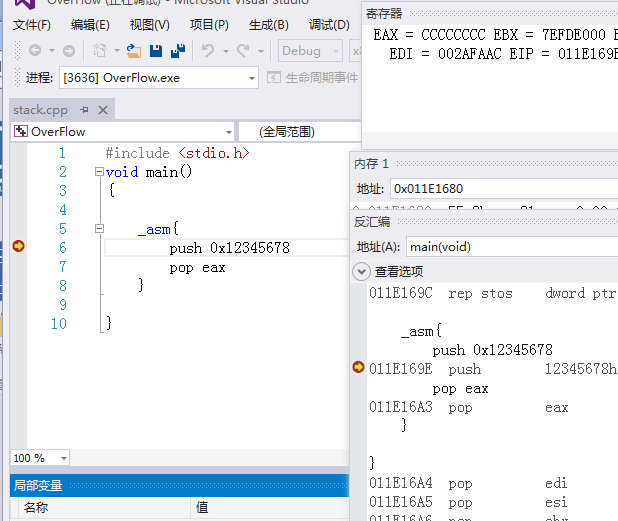 OverFlow (正在调试) - Microsoft Visual Studio
文件(F) 编辑(E) 视图(V) 项目(P) 生成(B) 调试(D)
Debug
进程: [3636] OverFlow.exe 生命周期事件
stack.cpp
OverFlow (全局范围)
1 #include <stdio.h>
2 void main()
3 {
4
5 _asm{
6 push 0x12345678
7 pop eax
8 }
9
10 }
100 %
局部变量
名称 值
寄存器
EAX = CCCCCCCC EBX = 7EFDE000
EDI = 002AFAAC EIP = 011E169E
内存 1
地址: 0x011E1680
反汇编
地址(A): main(void)
查看选项
011E169C rep stos dword ptr
_asm{
push 0x12345678
011E169E push 12345678h
pop eax
011E16A3 pop eax
}
}
011E16A4 pop edi
011E16A5 pop esi